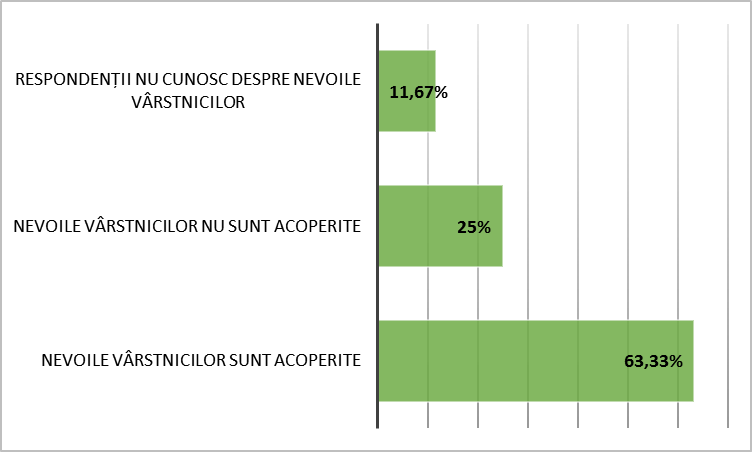 RESPONDENȚII NU CUNOSC DESPRE NEVOILE
VÂRSTNICILOR
11,67%
NEVOILE VÂRSTNICILOR NU SUNT ACOPERITE
25%
NEVOILE VÂRSTNICILOR SUNT ACOPERITE
63,33%